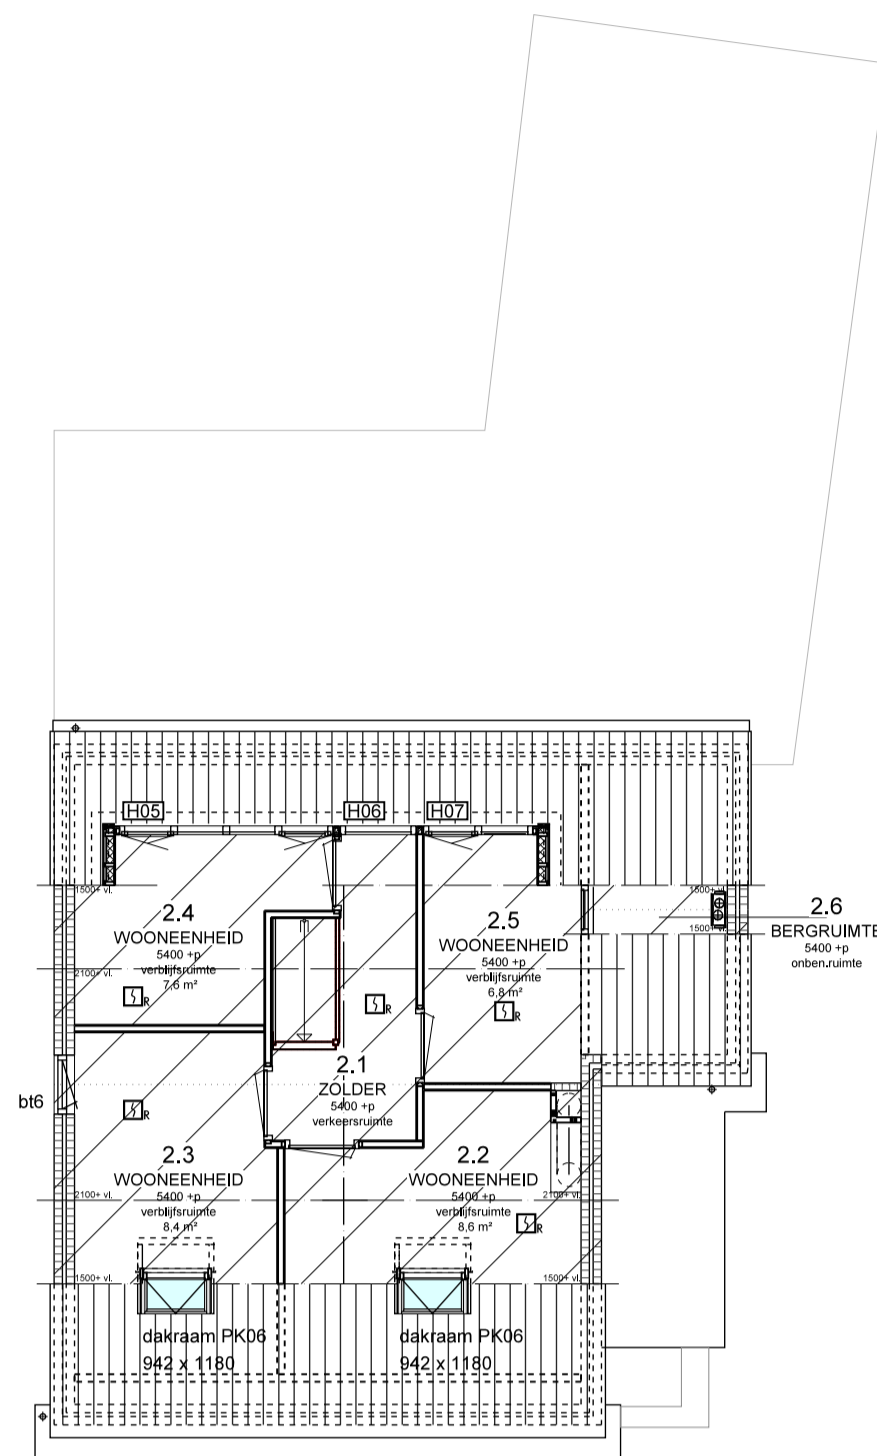 H05
H06
H07
1500+ vl.
1500+ vl.
1500+ vl.
2.4
WOONEENHEID
5400 +p
verblijfsruimte
7,6 m²
2.5
WOONEENHEID
5400 +p
verblijfsruimte
6,8 m²
2.6
BERGRUIMTE
5400 +p
onben.ruimte
2100+ vl.
R
R
R
2.1
ZOLDER
5400 +p
verkeersruimte
bt6
R
2.3
WOONEENHEID
5400 +p
verblijfsruimte
8,4 m²
2.2
WOONEENHEID
5400 +p
verblijfsruimte
8,6 m²
2100+ vl.
2100+ vl.
R
1500+ vl.
1500+ vl.
dakraam PK06
942 x 1180
dakraam PK06
942 x 1180